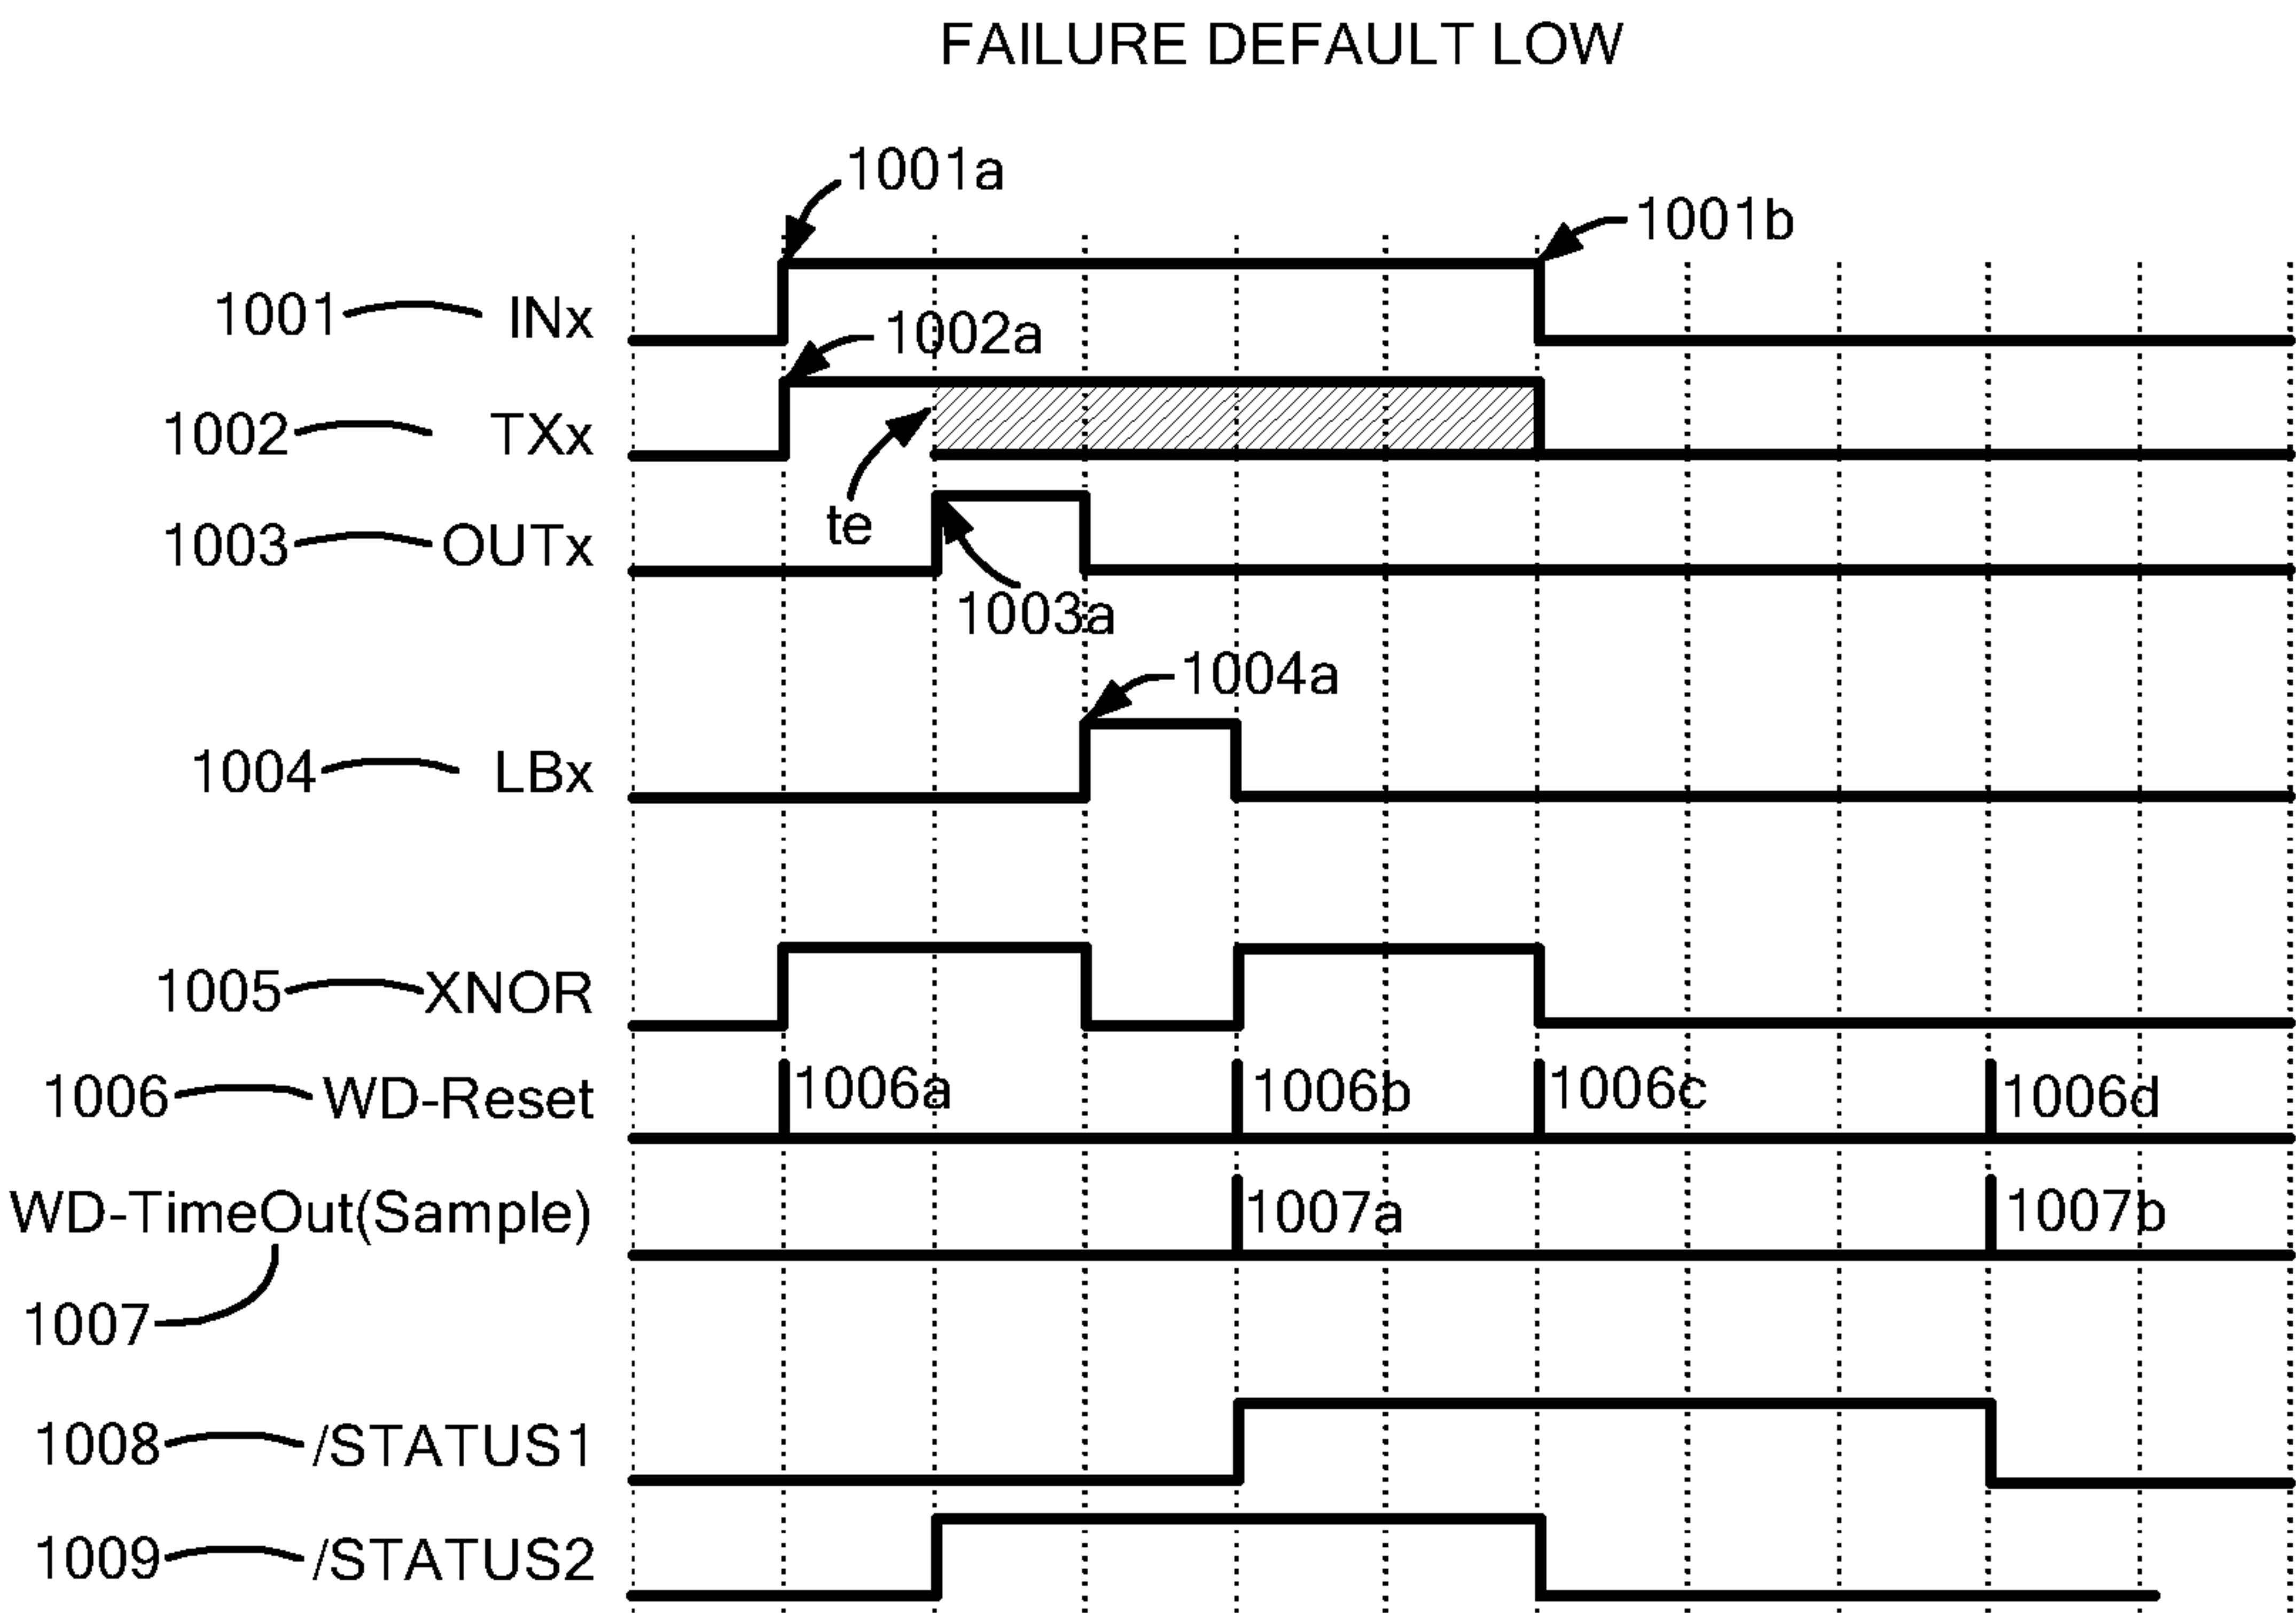 FAILURE DEFAULT LOW
1001a
1001b
1001 INx
1002a
1002 TXx
te
1003 OUTx
1003a
1004a
1004 LBx
1005 XNOR
1006 WD-Reset 1006a 1006b 1006c 1006d
WD-TimeOut(Sample) 1007a 1007b
1007
1008 /STATUS1
1009 /STATUS2